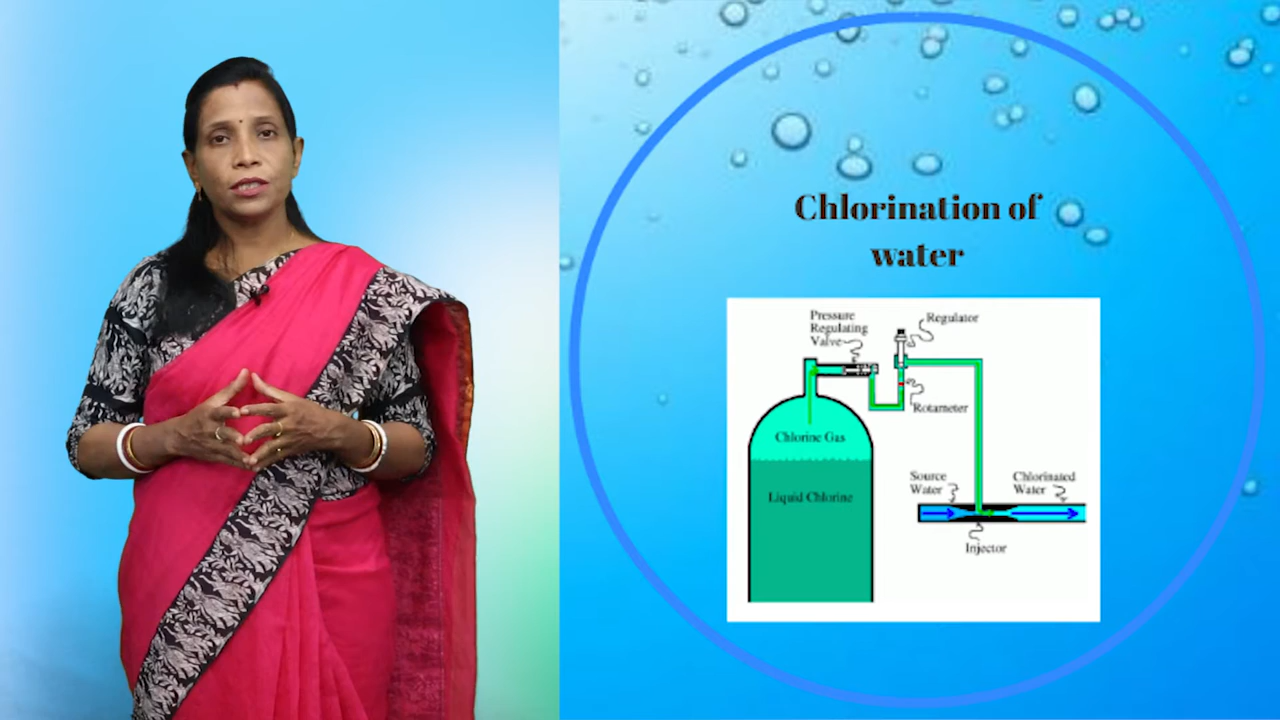 Chlorination of
water
Pressure
Regulating
Valve
Regulator
Rotameter
Chlorine Gas
Liquid Chlorine
Source
Water
Chlorinated
Water
Injector